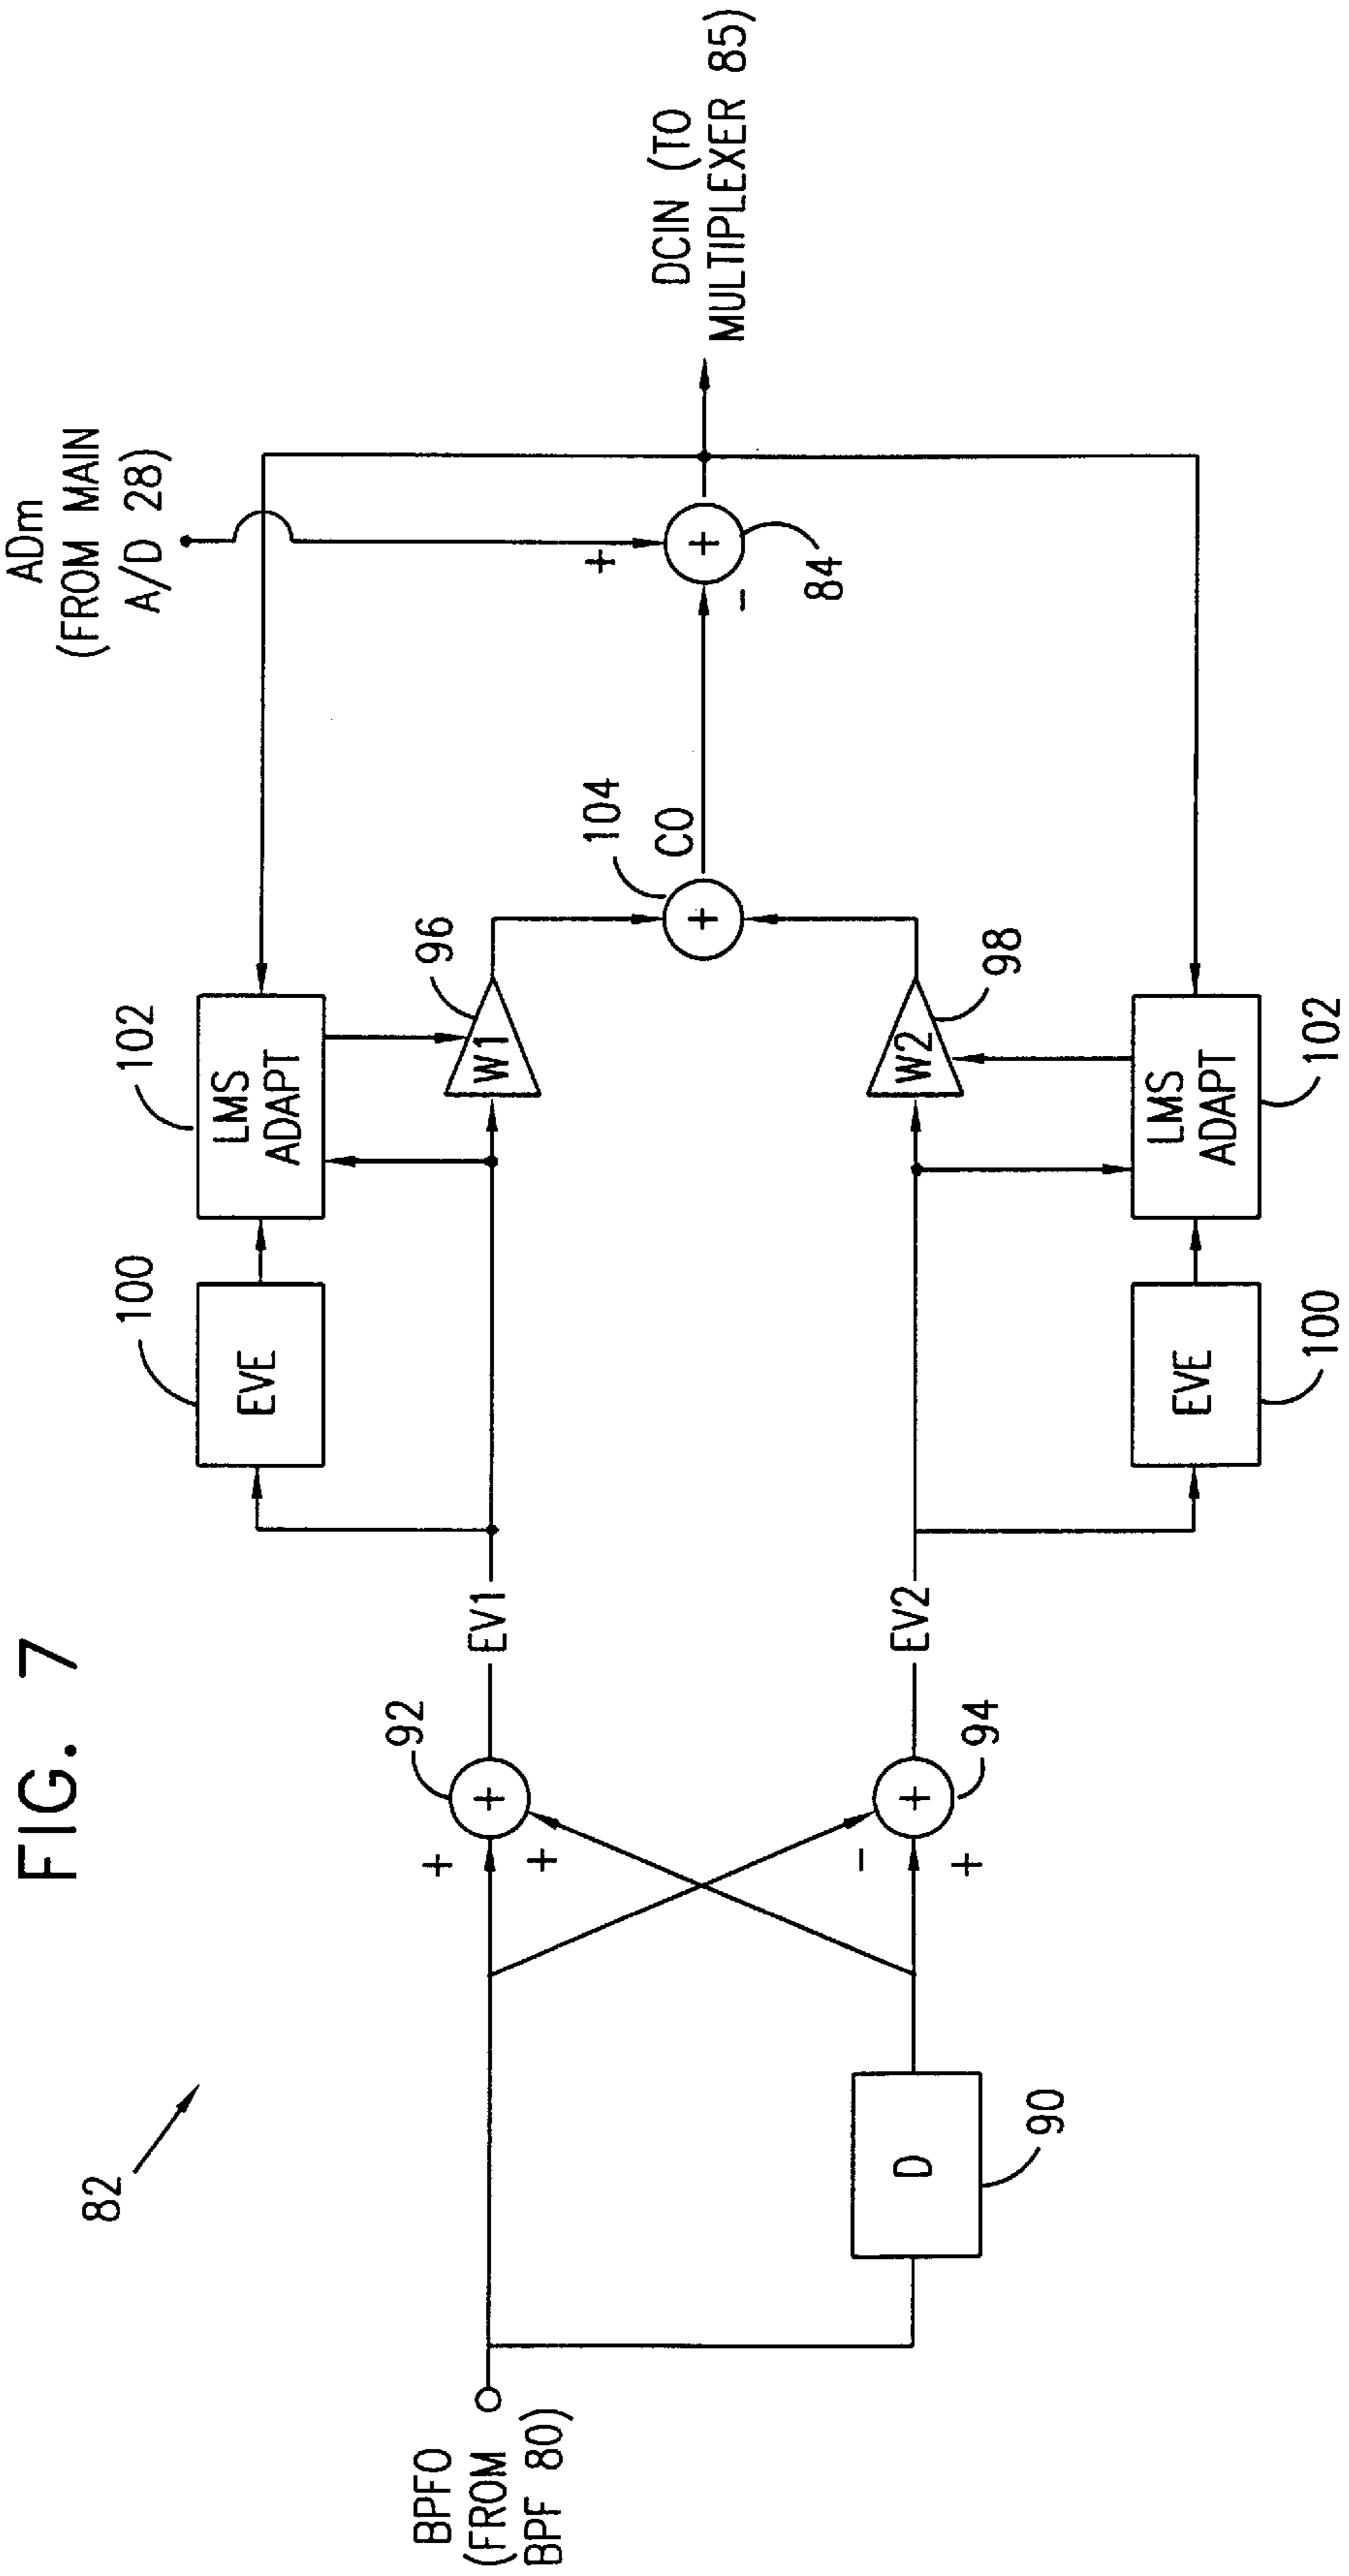 FIG. 7
82
BPFO
(FROM
BPF 80)
D
90
+
+
+
92
-
+
+
94
EV1
EV2
EVE
100
EVE
100
LMS
ADAPT
102
LMS
ADAPT
102
W1
96
W2
98
+
104
CO
ADm
(FROM MAIN
A/D 28)
+
-
+
84
DCIN (TO
MULTIPLEXER 85)